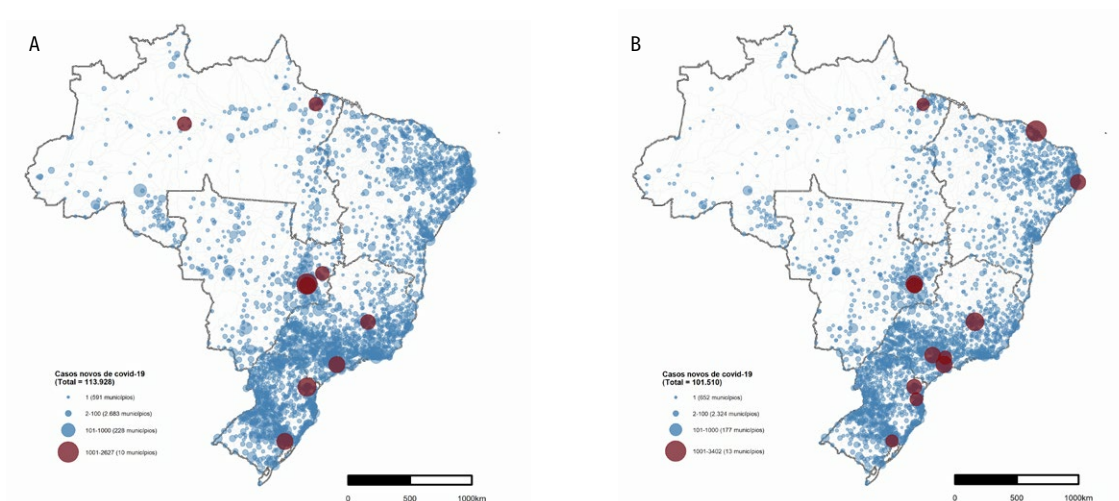 A
Casos novos de covid-19
(Total = 113.928)
1 (591 municípios)
2-100 (2.683 municípios)
101-1000 (228 municípios)
1001-2627 (10 municípios)
0 500 1000km
B
Casos novos de covid-19
(Total = 101.510)
1 (652 municípios)
2-100 (2.324 municípios)
101-1000 (177 municípios)
1001-3402 (13 municípios)
0 500 1000km